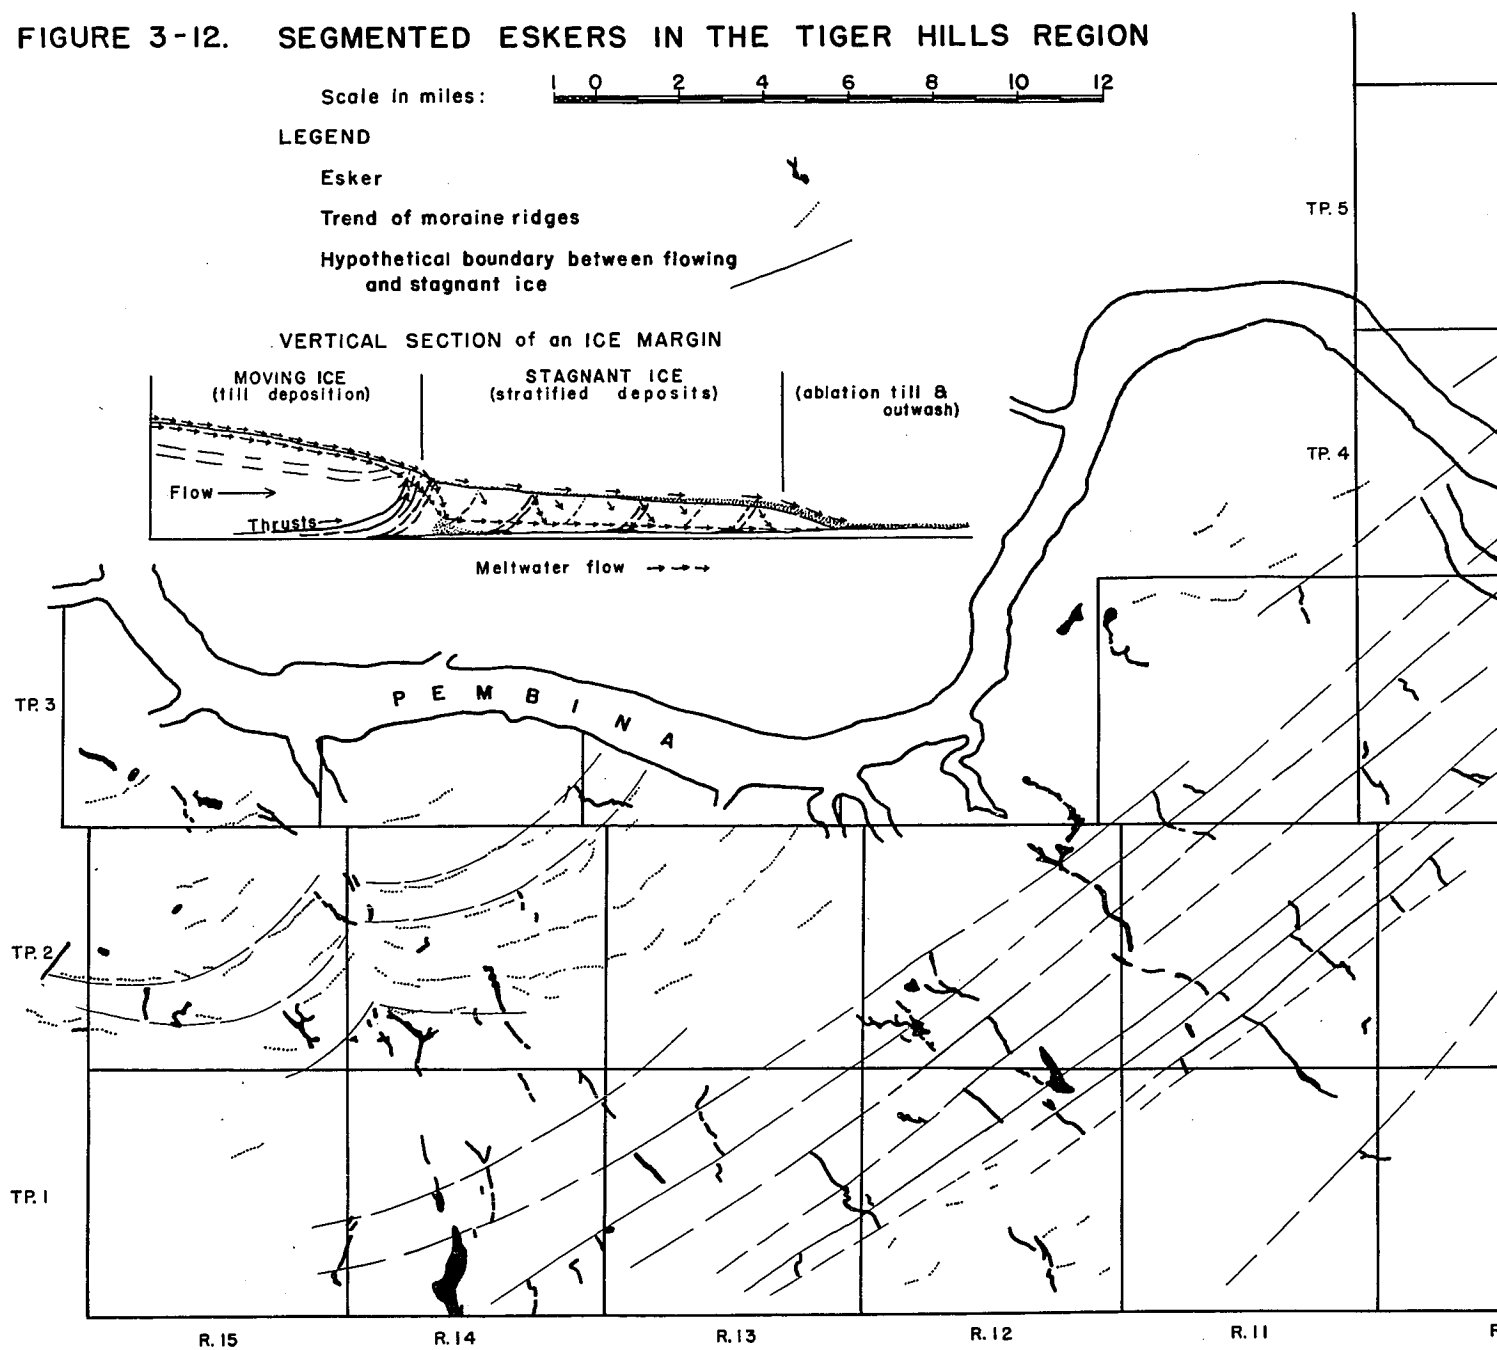 FIGURE 3-12. SEGMENTED ESKERS IN THE TIGER HILLS REGION
Scale in miles: 1 0 2 4 6 8 10 12
LEGEND
Esker
Trend of moraine ridges
Hypothetical boundary between flowing
and stagnant ice
VERTICAL SECTION of an ICE MARGIN
MOVING ICE
(till deposition)
STAGNANT ICE
(stratified deposits)
(ablation till &
outwash)
Flow
Thrusts
Meltwater flow
TP. 5
TP. 4
PEMBINA
TP. 3
TP. 2
TP. 1
R. 15 R. 14 R. 13 R. 12 R. 11